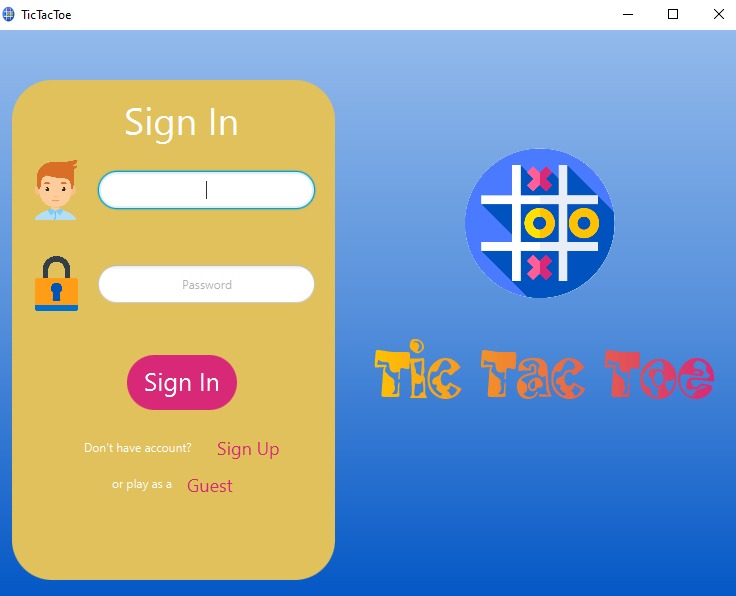 TicTacToe
Sign In
Password
Sign In
Don't have account? Sign Up
or play as a Guest
Tic Tac Toe